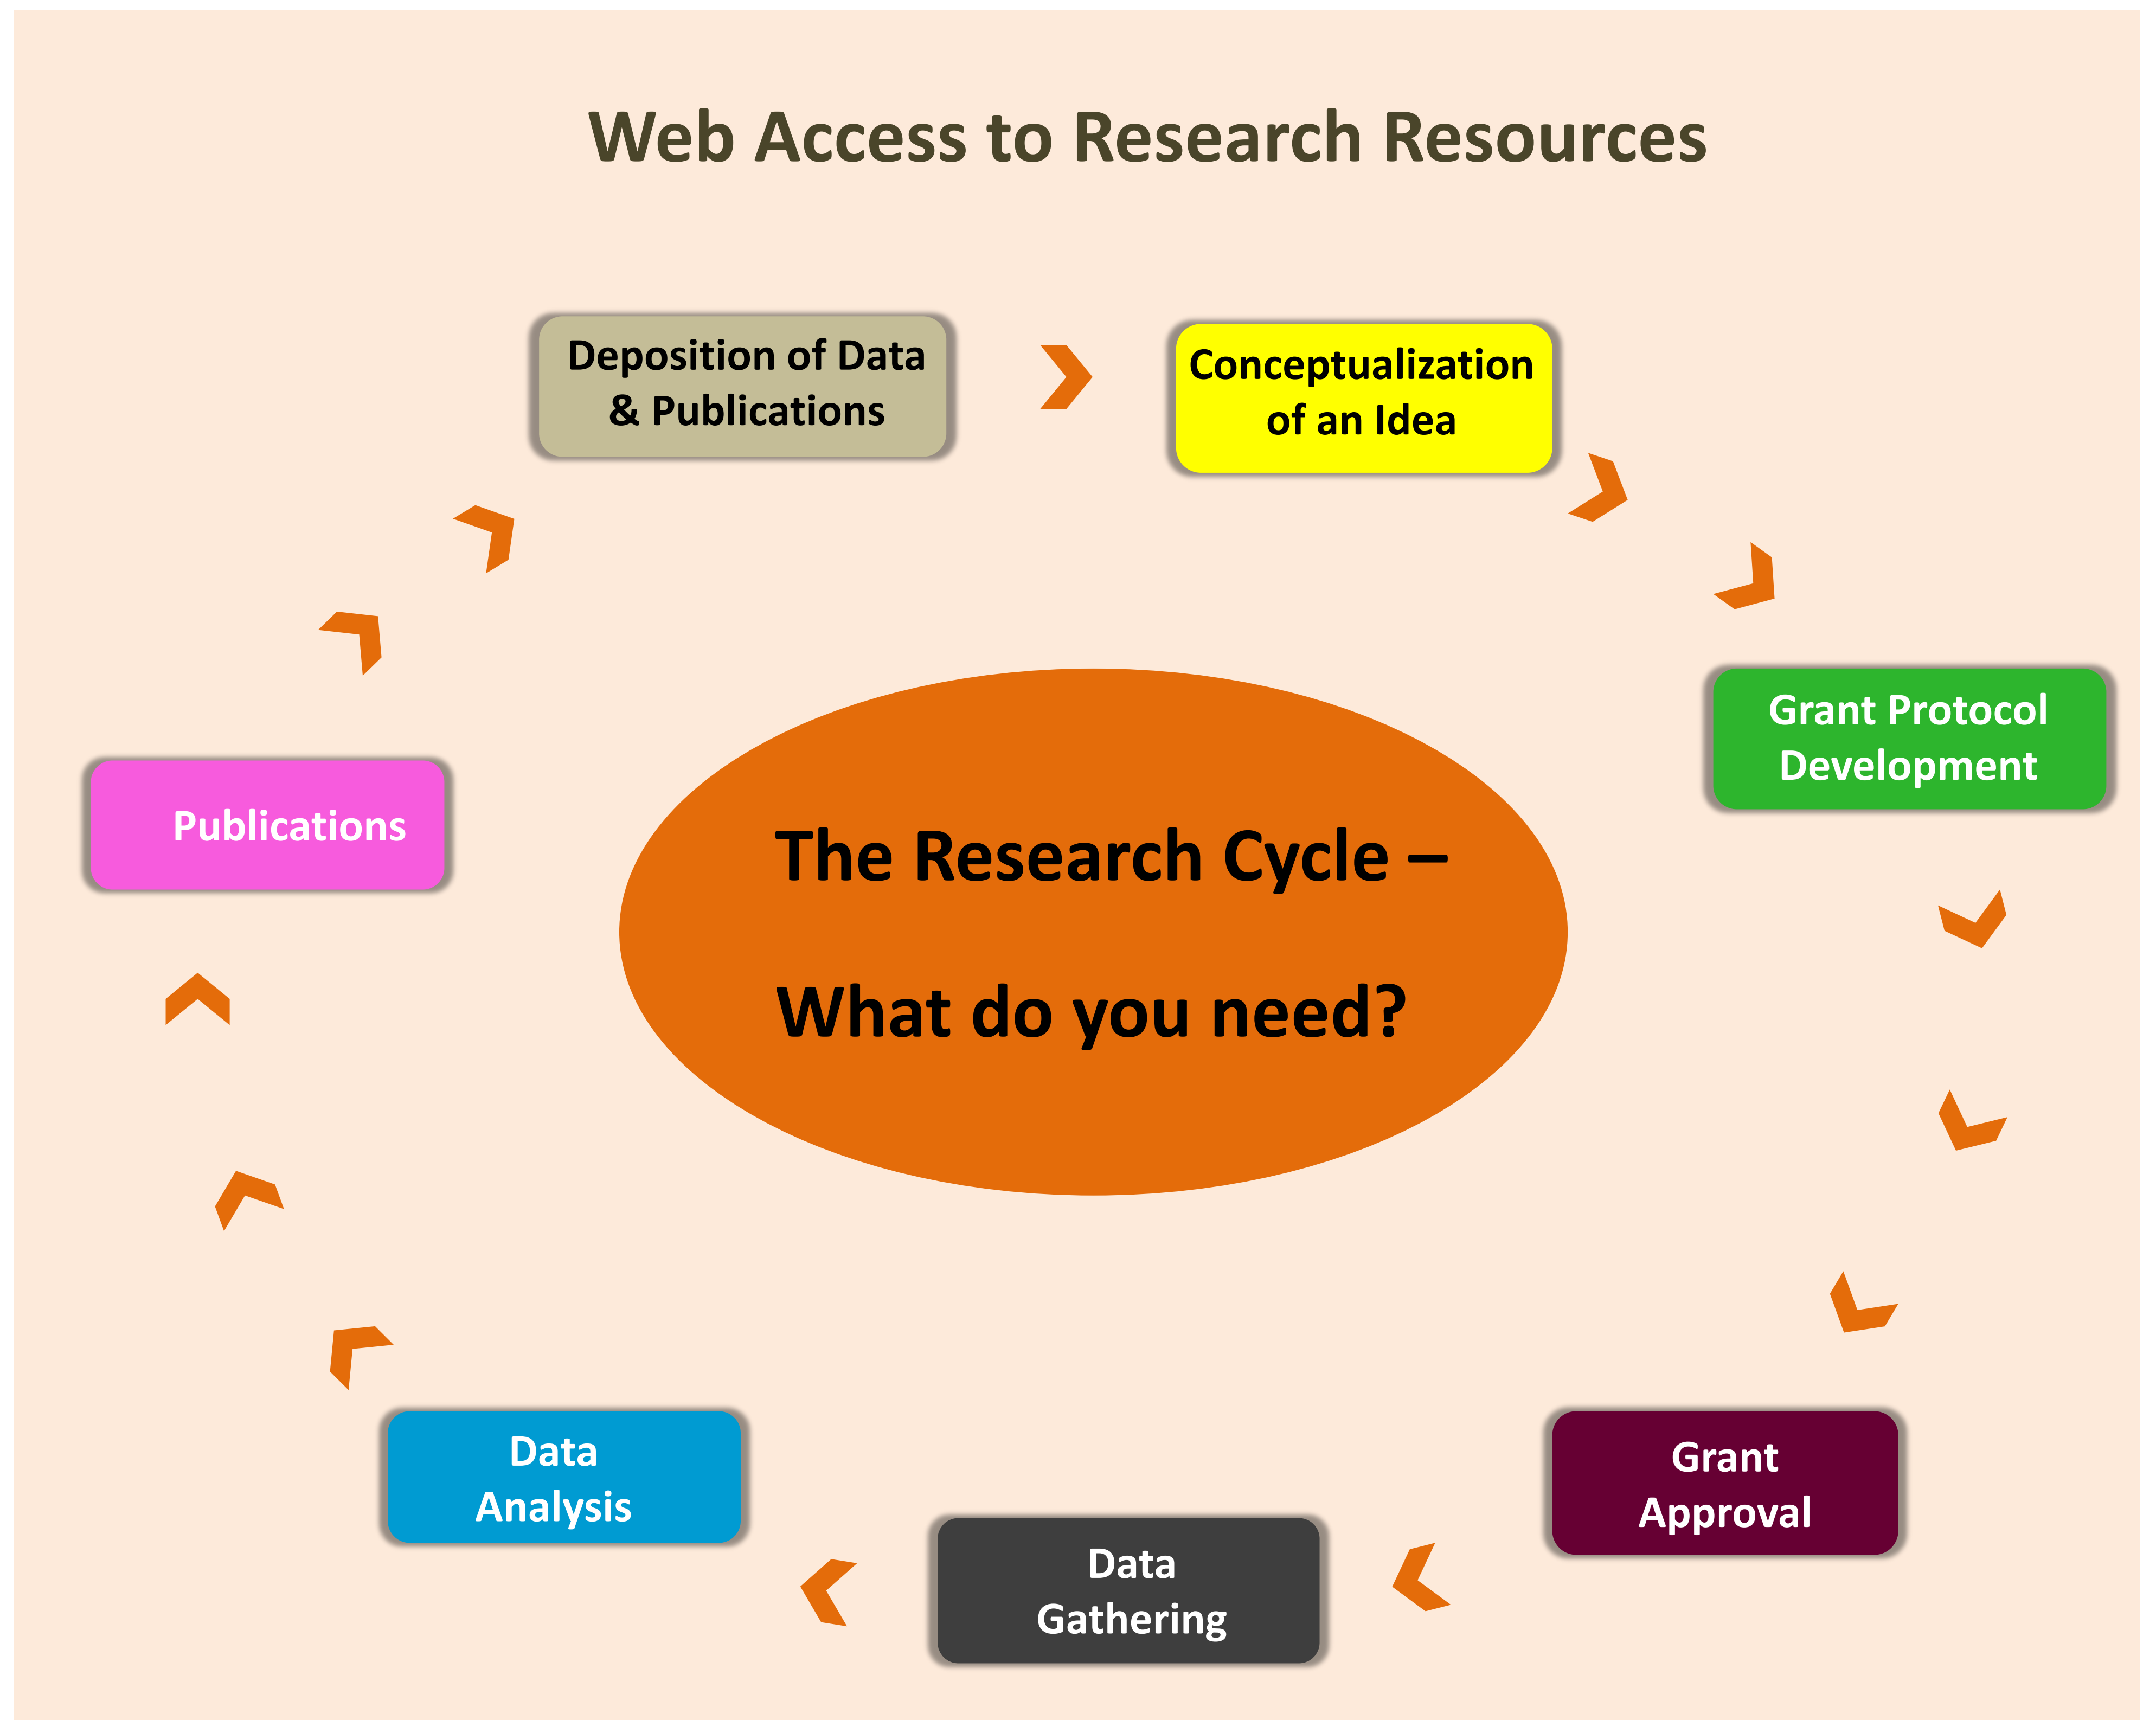 Web Access to Research Resources
Deposition of Data
& Publications
Conceptualization
of an Idea
Grant Protocol
Development
Publications
The Research Cycle –
What do you need?
Data
Analysis
Grant
Approval
Data
Gathering